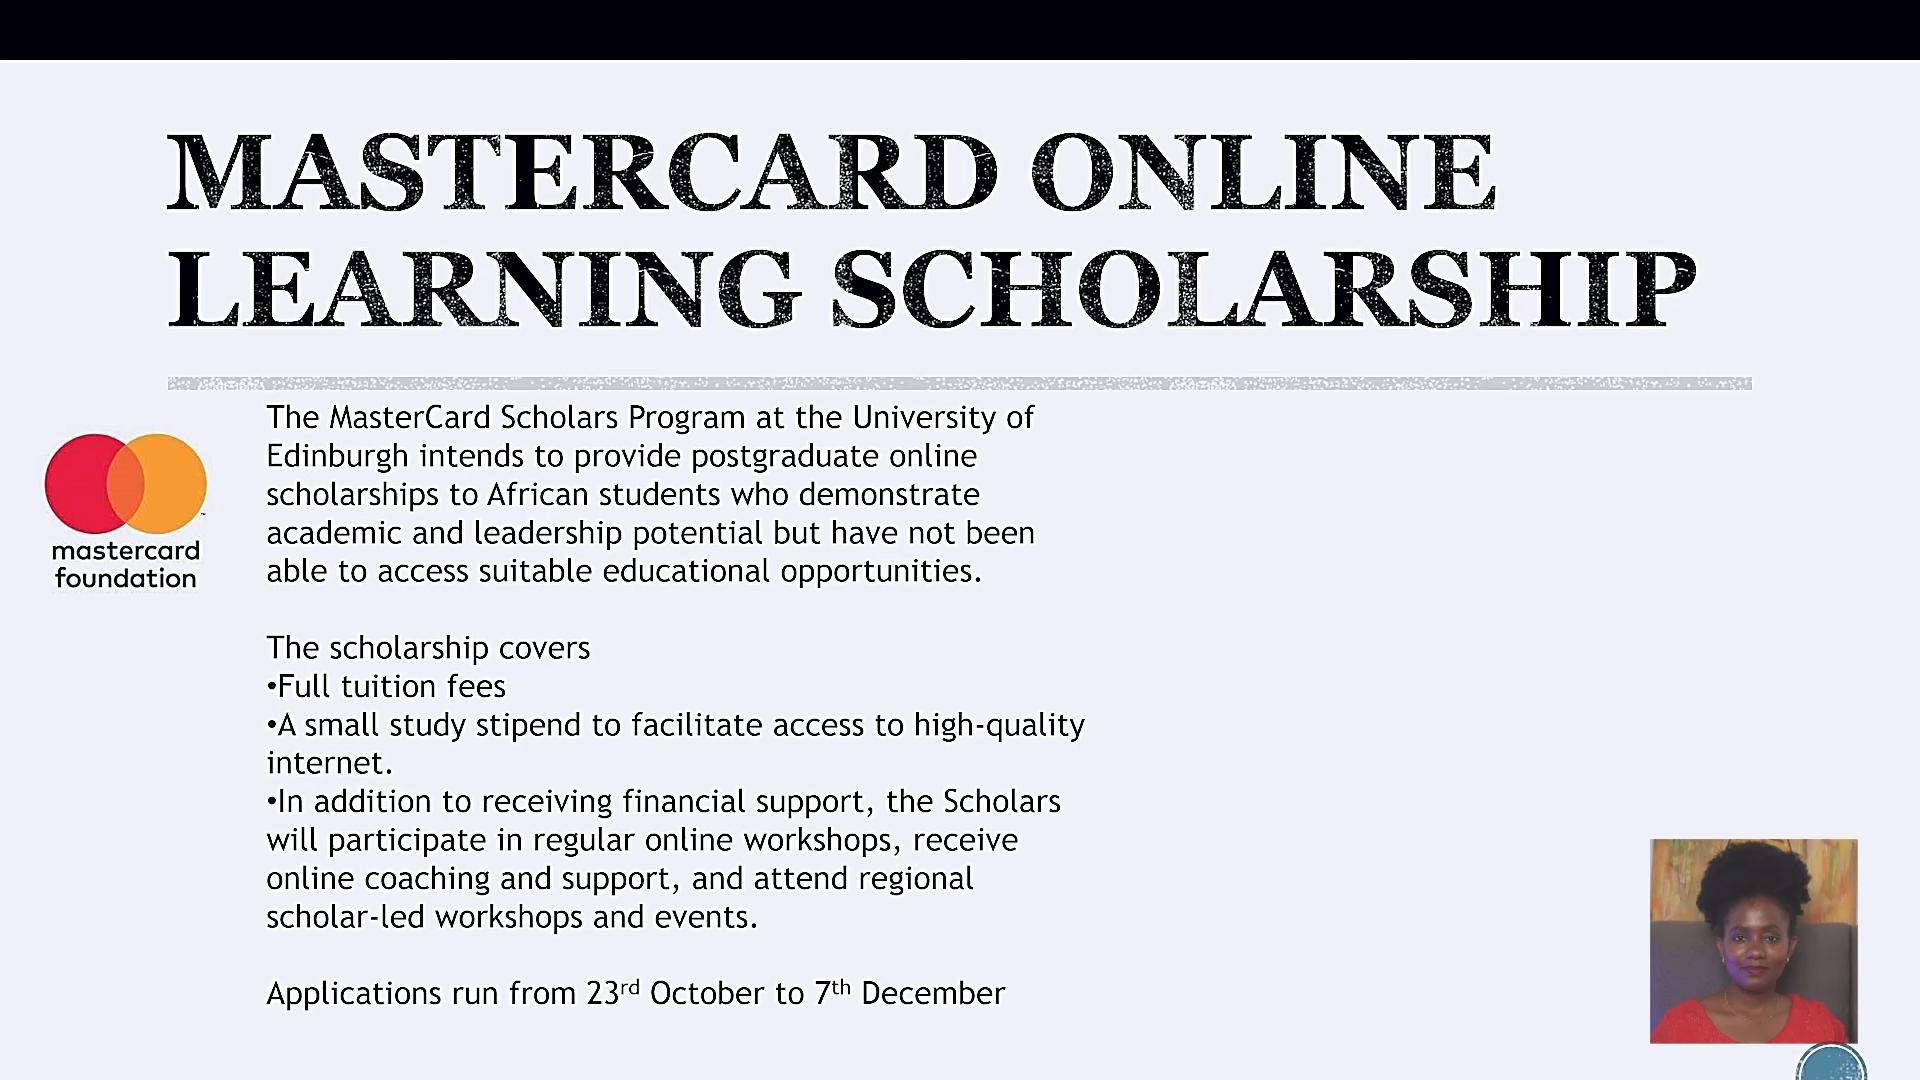 MASTERCARD ONLINE
LEARNING SCHOLARSHIP
mastercard
foundation
The MasterCard Scholars Program at the University of
Edinburgh intends to provide postgraduate online
scholarships to African students who demonstrate
academic and leadership potential but have not been
able to access suitable educational opportunities.
The scholarship covers
•Full tuition fees
•A small study stipend to facilitate access to high-quality
internet.
•In addition to receiving financial support, the Scholars
will participate in regular online workshops, receive
online coaching and support, and attend regional
scholar-led workshops and events.
Applications run from 23rd October to 7th December